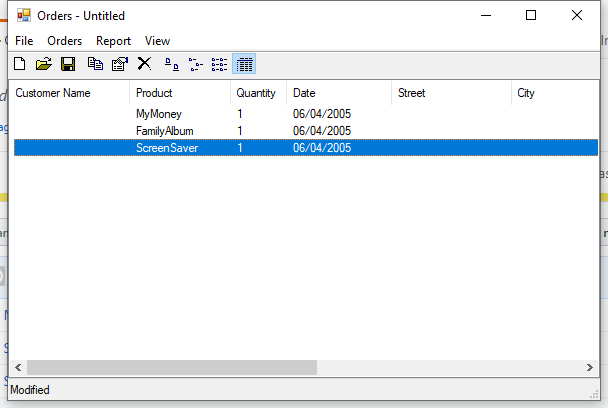 Orders - Untitled
File Orders Report View
Customer Name Product Quantity Date Street City
MyMoney 1 06/04/2005
FamilyAlbum 1 06/04/2005
ScreenSaver 1 06/04/2005
Modified